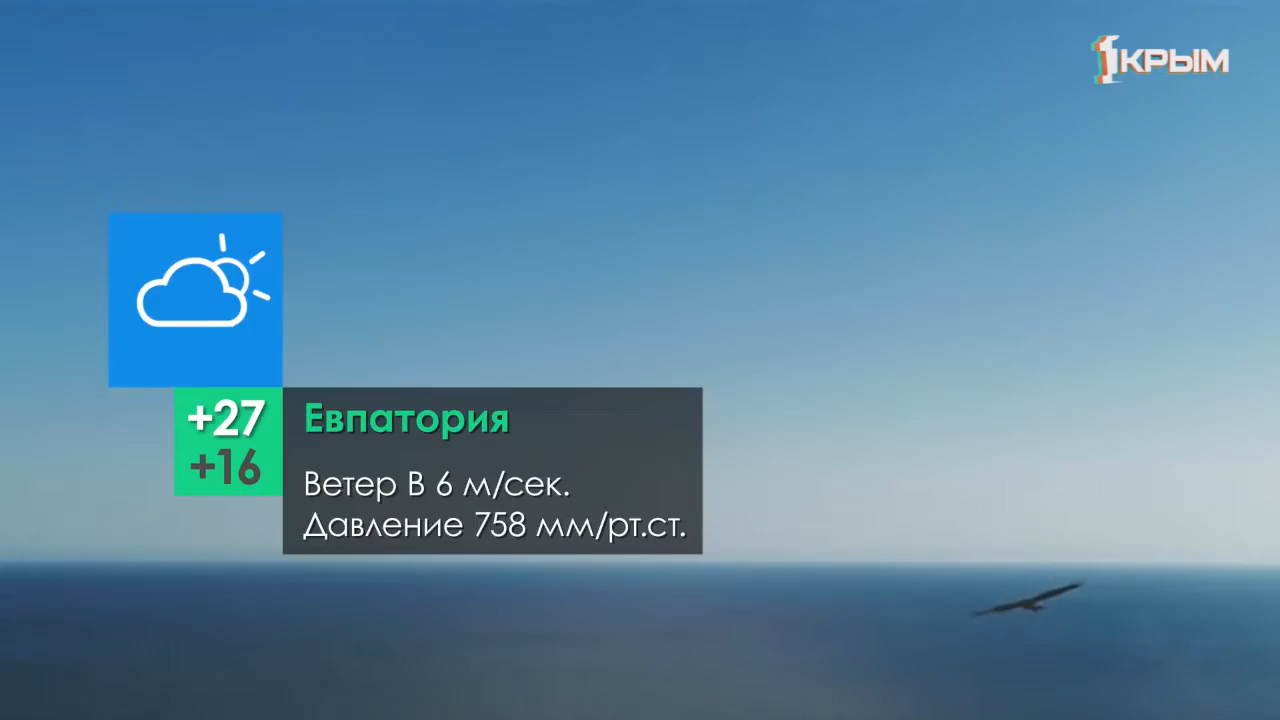 1КРЫМ
+27
+16
Евпатория
Ветер В 6 м/сек.
Давление 758 мм/рт.ст.